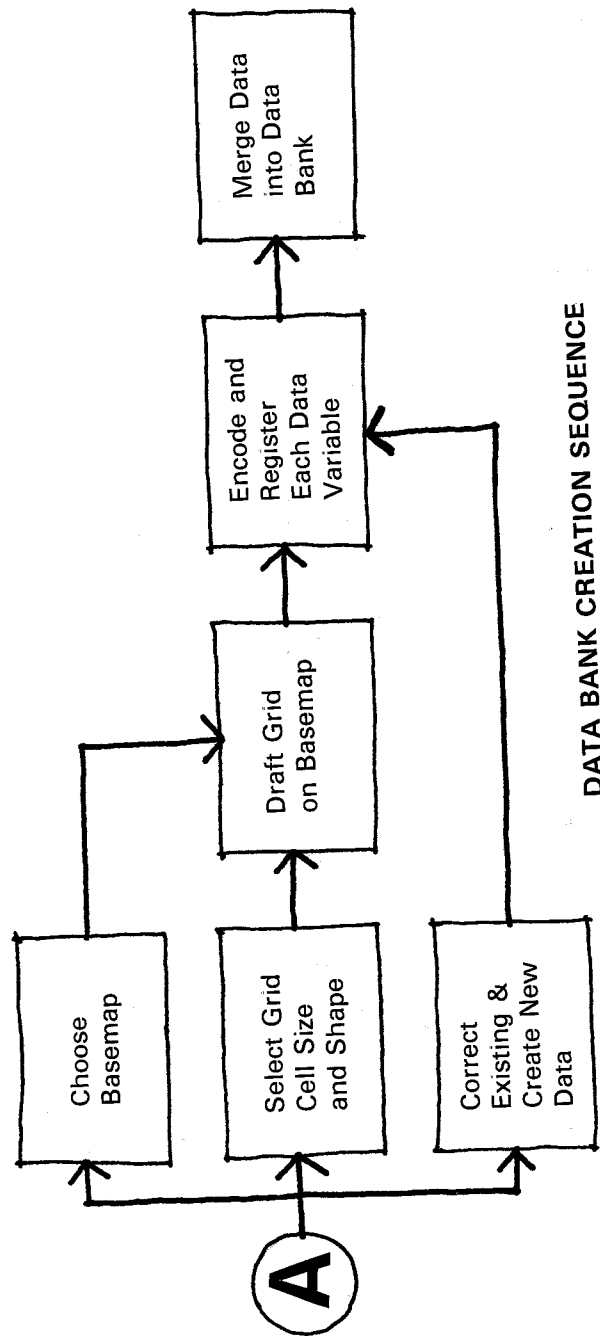 A
Choose
Basemap
Select Grid
Cell Size
and Shape
Correct
Existing &
Create New
Data
Draft Grid
on Basemap
Encode and
Register
Each Data
Variable
Merge Data
into Data
Bank
DATA BANK CREATION SEQUENCE